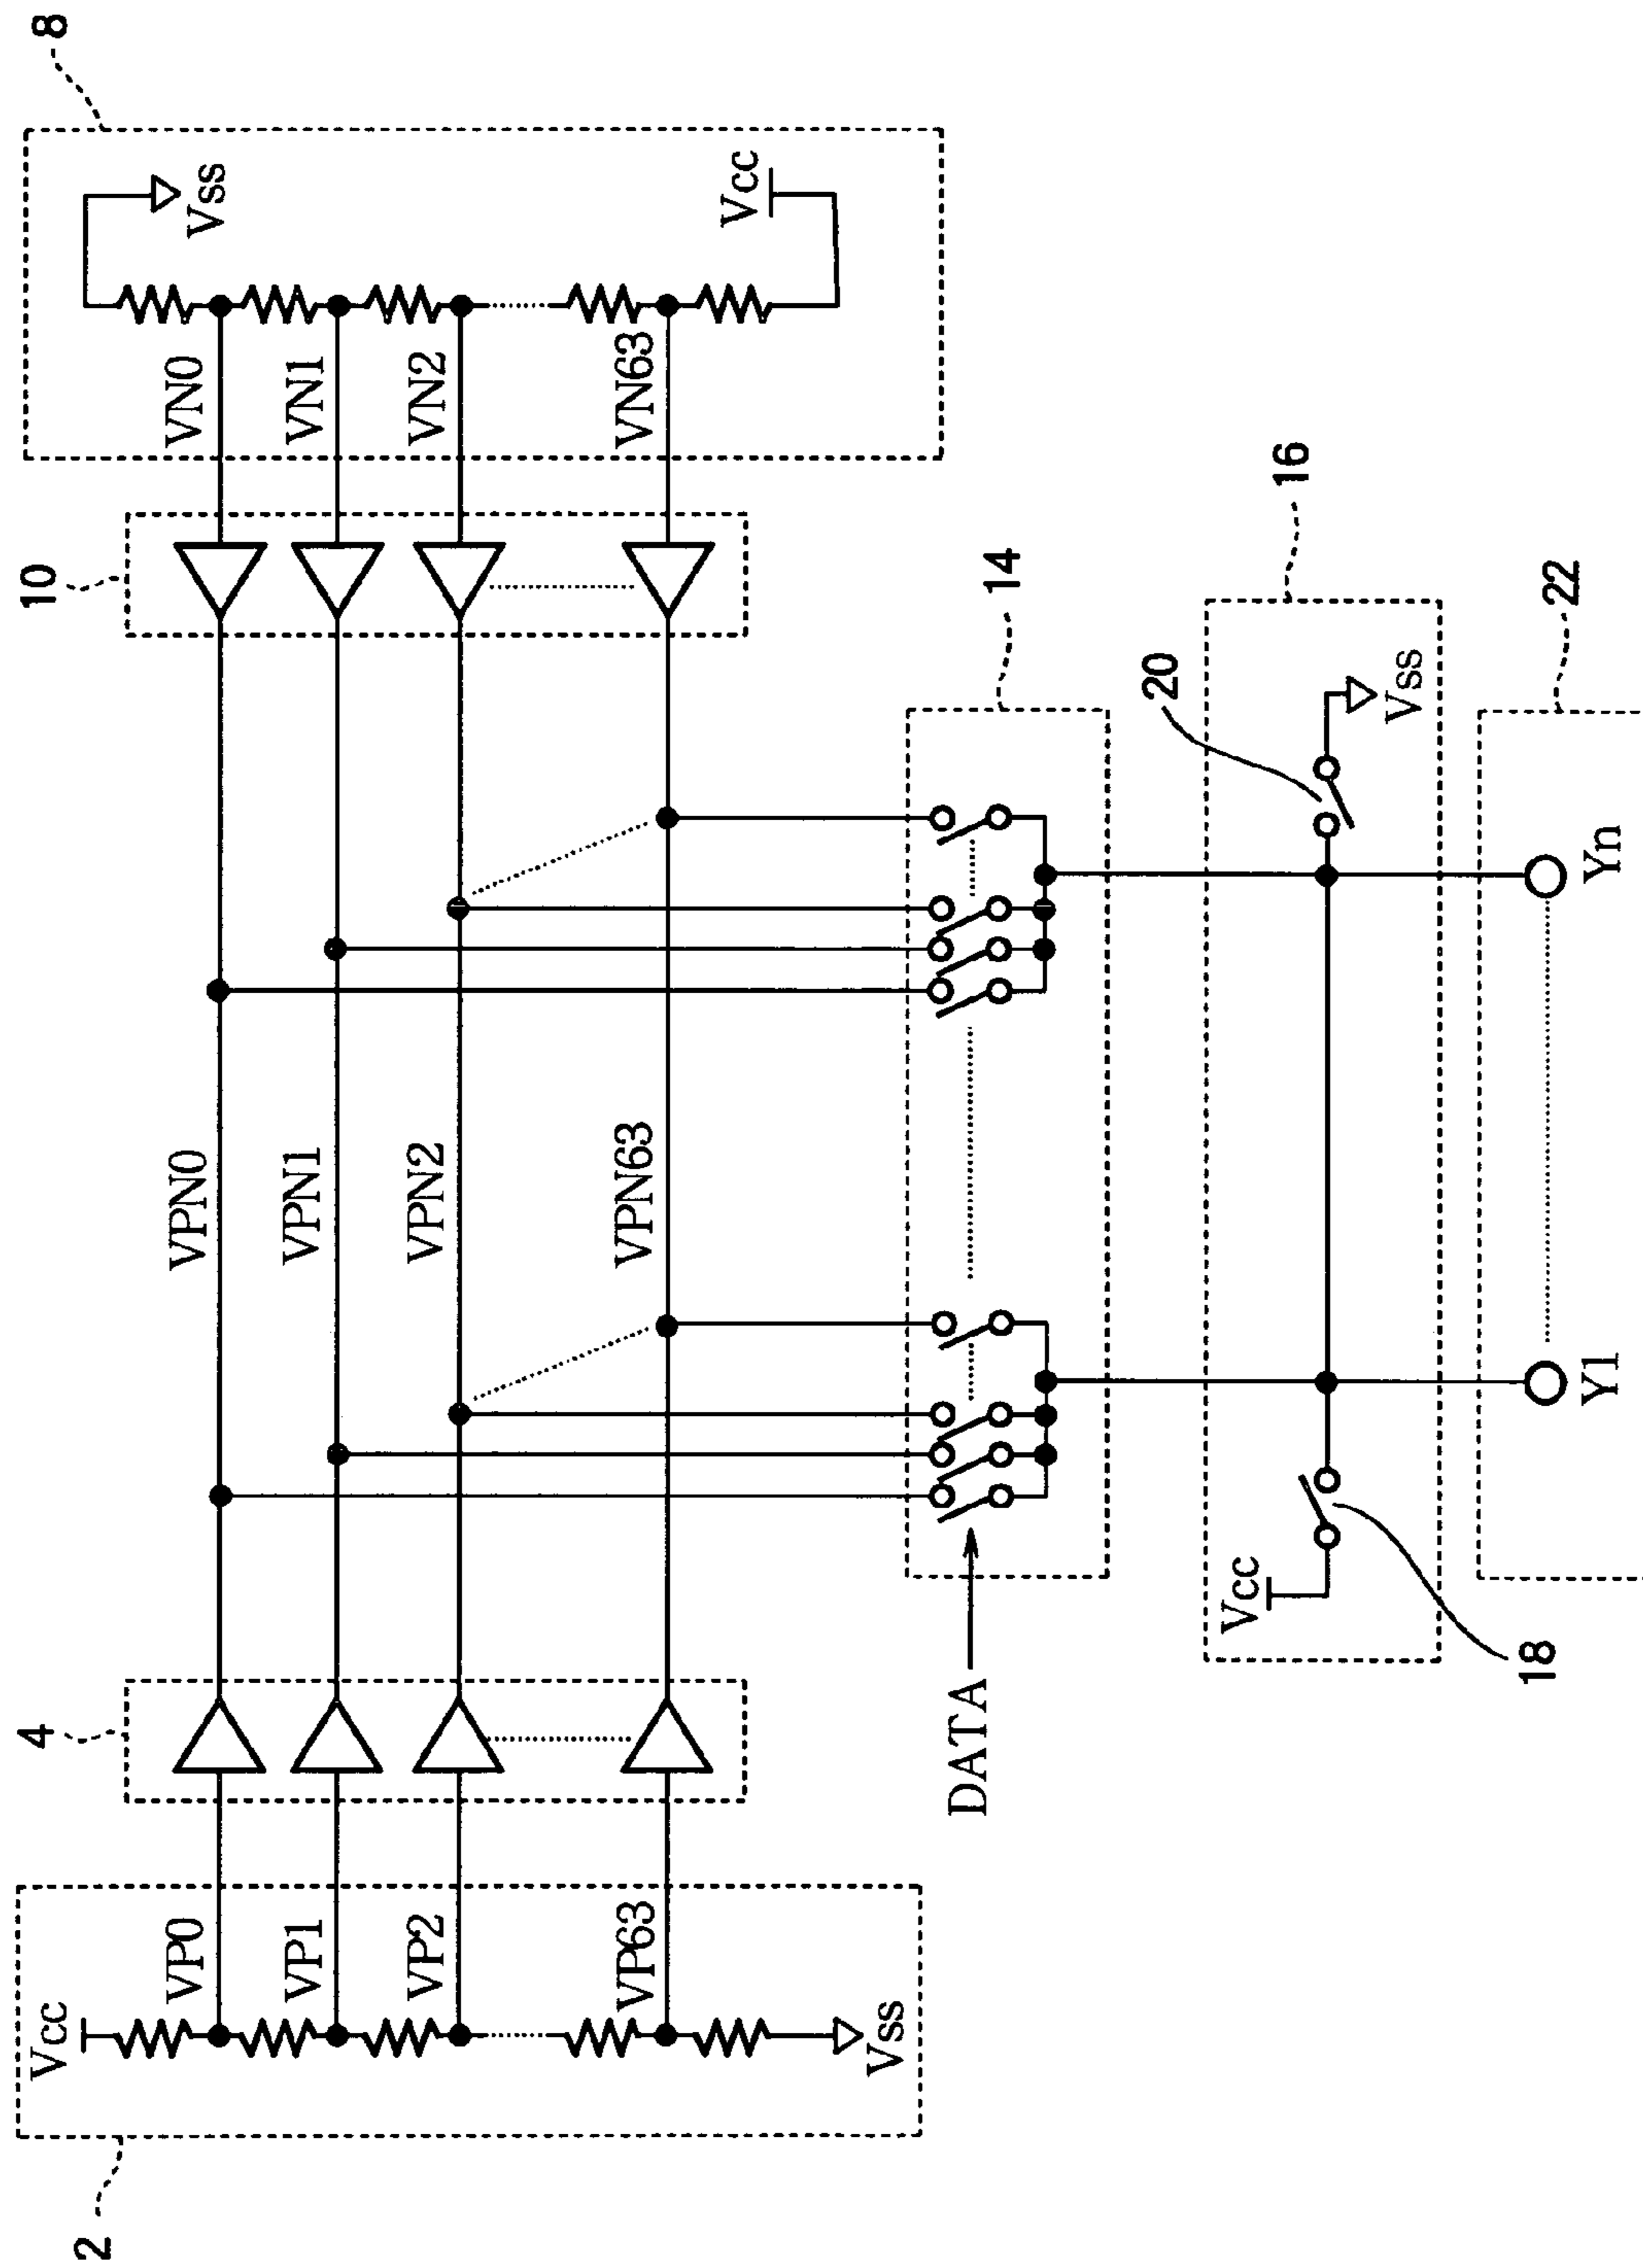 2
4
10
8
Vcc
VP0
VP1
VP2
VP63
Vss
VPN0
VPN1
VPN2
VPN63
VN0
VN1
VN2
VN63
Vss
Vcc
DATA
14
Vcc
18
20
Vss
16
Y1
Yn
22